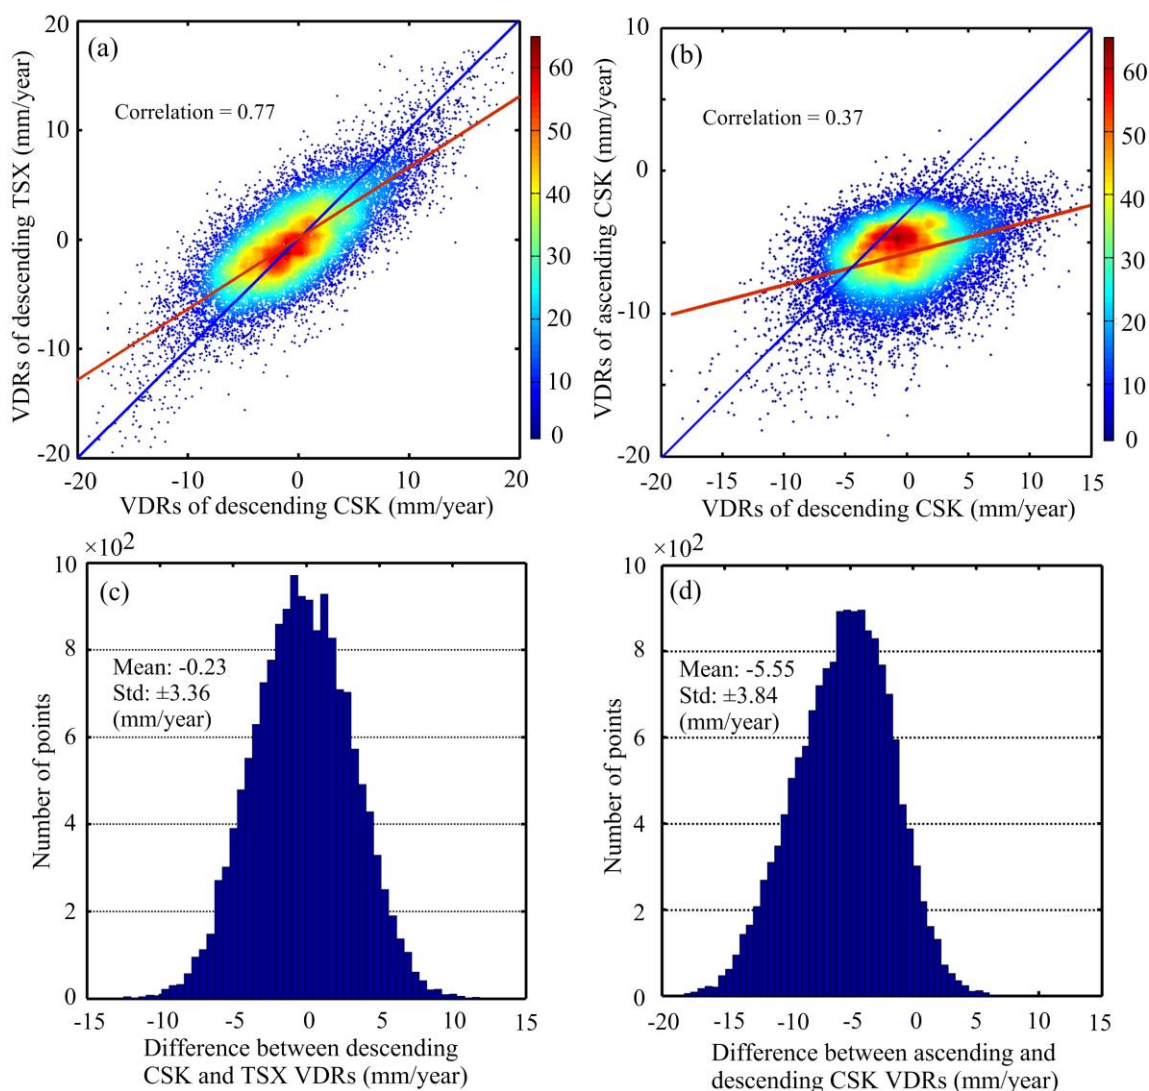 (a)
Correlation = 0.77
VDRs of descending TSX (mm/year)
20
10
0
-10
-20
-20
-10
0
10
20
VDRs of descending CSK (mm/year)
60
50
40
30
20
10
0
(b)
Correlation = 0.37
VDRs of ascending CSK (mm/year)
10
0
-10
20
-20
-15
-10
-5
0
5
10
15
VDRs of descending CSK (mm/year)
60
50
40
30
20
10
0
×10²
(c)
Mean: -0.23
Std: ±3.36
(mm/year)
Number of points
10
8
6
4
2
0
-15
-10
-5
0
5
10
15
Difference between descending
CSK and TSX VDRs (mm/year)
×10²
(d)
Mean: -5.55
Std: ±3.84
(mm/year)
Number of points
10
8
6
4
2
0
-20
-15
-10
-5
0
5
10
15
Difference between ascending and
descending CSK VDRs (mm/year)